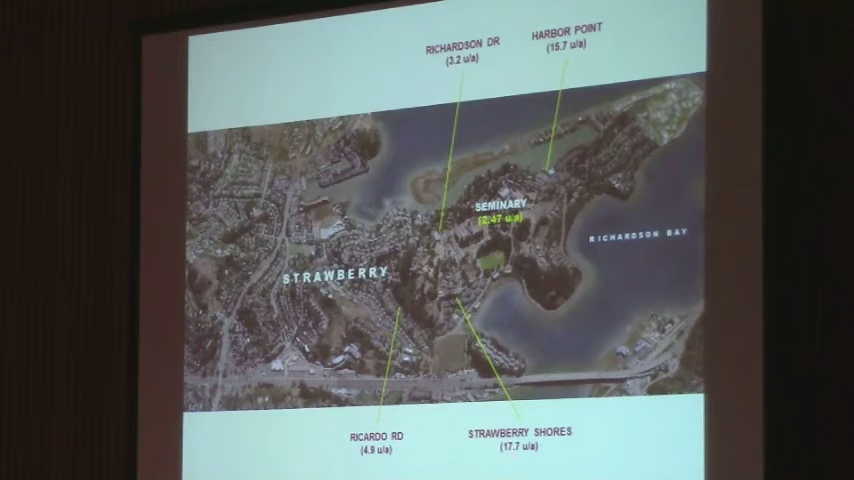 RICHARDSON DR
(3.2 u/a)
HARBOR POINT
(15.7 u/a)
SEMINARY
(2.47 u/a)
RICHARDSON BAY
STRAWBERRY
RICARDO RD
(4.9 u/a)
STRAWBERRY SHORES
(17.7 u/a)